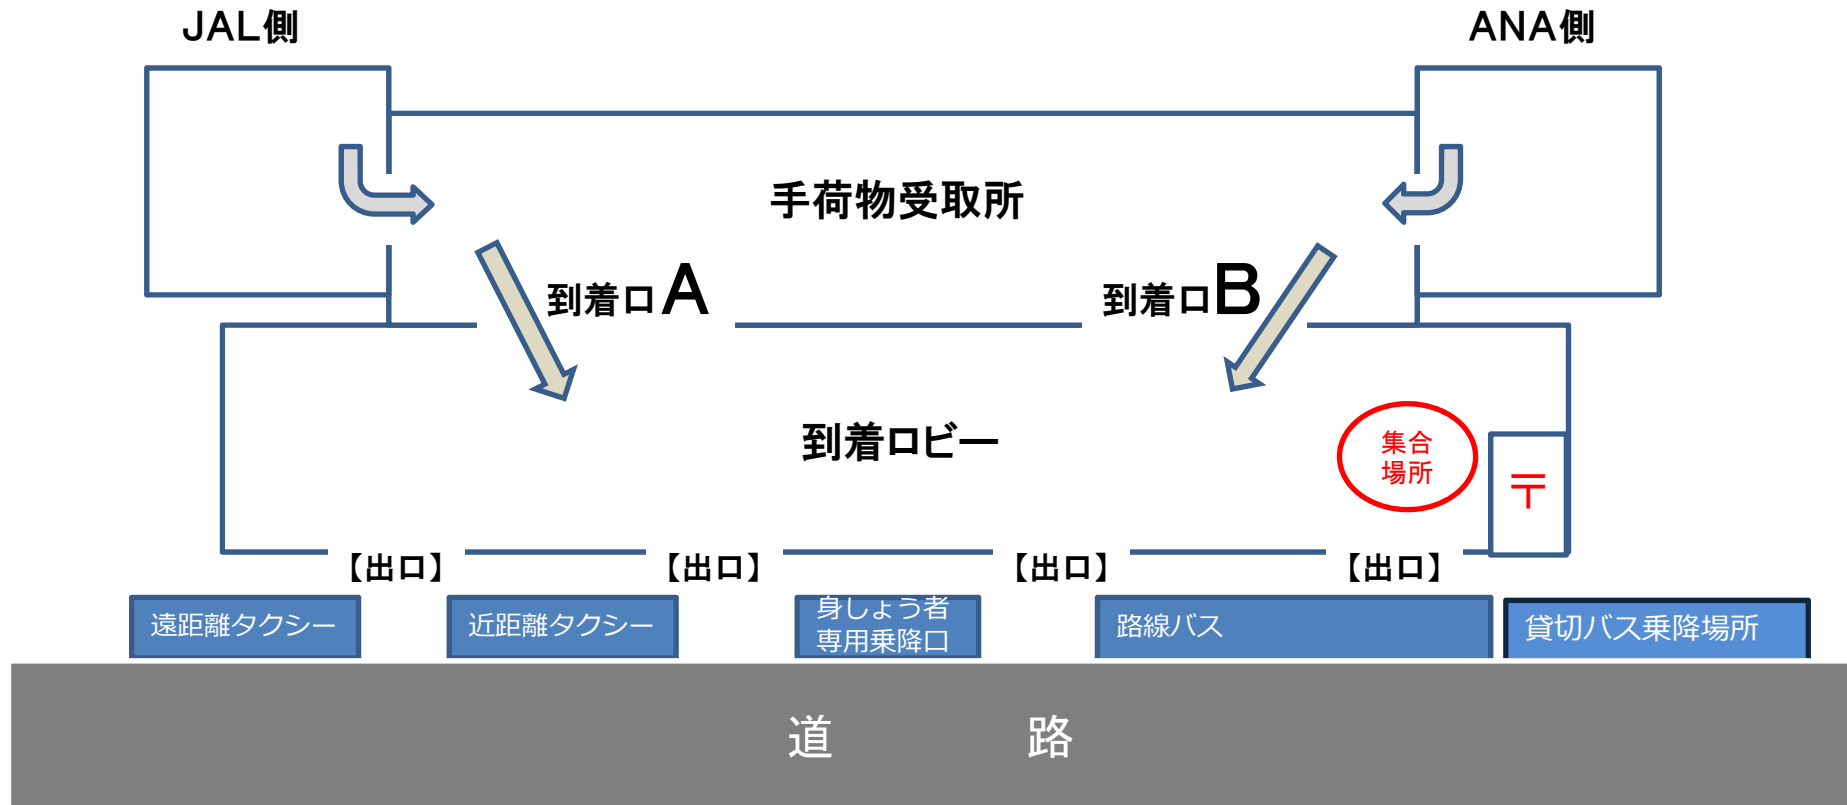 JAL側
ANA側
手荷物受取所
到着口A
到着口B
到着ロビー
集合
場所
〒
【出口】
【出口】
【出口】
【出口】
遠距離タクシー
近距離タクシー
身しょう者
専用乗降口
路線バス
貸切バス乗降場所
道 路